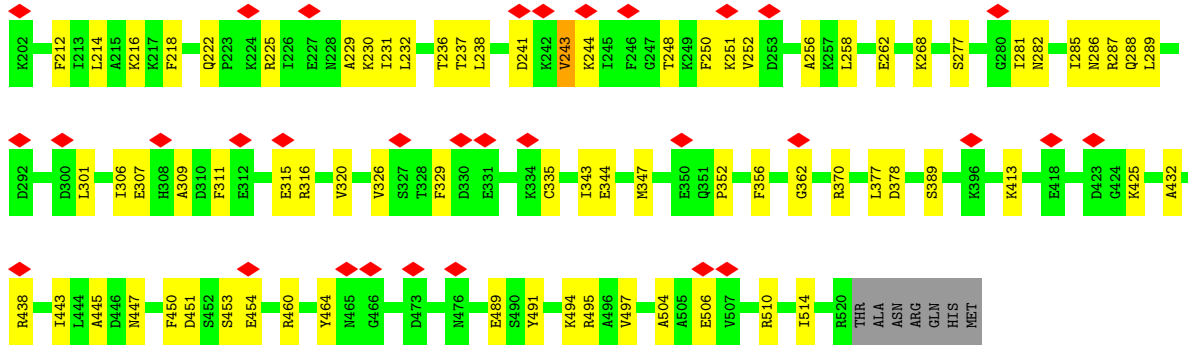 K202 F212 I213 L214 A215 K216 K217 F218 Q222 P223 K224 R225 I226 E227 N228 A229 K230 I231 L232 T236 T237 L238 D241 K242 V243 K244 I245 F246 G247 T248 K249 F250 K251 V252 D253 A256 K257 L258 E262 K268 S277 G280 I281 N282 I285 N286 R287 Q288 L289
D292 D300 L301 I306 E307 H308 A309 D310 F311 E312 E315 R316 V320 V326 S327 T328 F329 D330 E331 K334 C335 I343 E344 M347 E350 Q351 P352 F356 G362 R370 L377 D378 S389 K396 K413 E418 D423 G424 K425 A432
R438 I443 L444 A445 D446 N447 F450 D451 S452 S453 E454 R460 Y464 N465 G466 D473 N476 E489 S490 Y491 K494 R495 A496 V497 A504 A505 E506 V507 R510 I514 R520 THR ALA ASN ARG GLN HIS MET